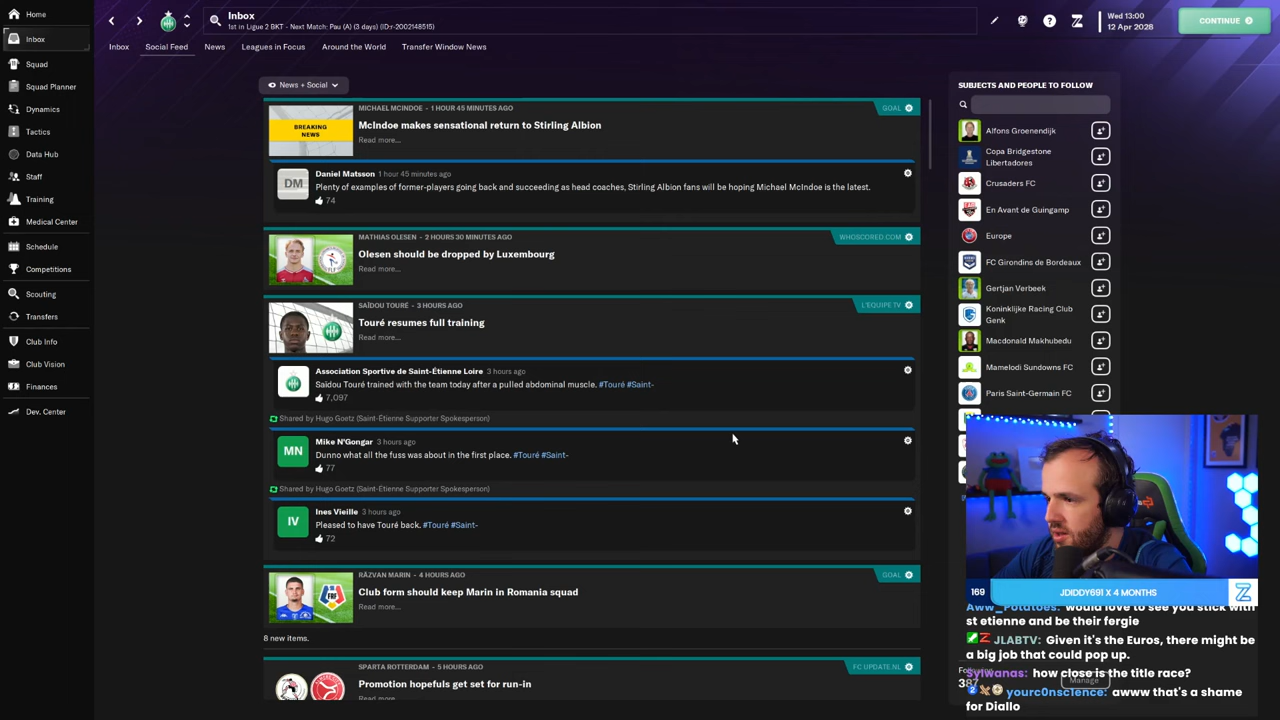 Home
Inbox
Squad
Squad Planner
Dynamics
Tactics
Data Hub
Staff
Training
Medical Center
Schedule
Competitions
Scouting
Transfers
Club Info
Club Vision
Finances
Dev. Center
Inbox
1st in Ligue 2 BKT - Next Match: Pau (A) (3 days) (ID:r-2002148515)
Wed 13:00
12 Apr 2028
CONTINUE
Inbox
Social Feed
News
Leagues in Focus
Around the World
Transfer Window News
News + Social
MICHAEL MCINDOE - 1 HOUR 45 MINUTES AGO
GOAL
BREAKING NEWS
McIndoe makes sensational return to Stirling Albion
Read more...
DM
Daniel Matsson 1 hour 45 minutes ago
Plenty of examples of former-players going back and succeeding as head coaches, Stirling Albion fans will be hoping Michael McIndoe is the latest.
74
MATHIAS OLESEN - 2 HOURS 30 MINUTES AGO
WHOSCORED.COM
Olesen should be dropped by Luxembourg
Read more...
SAÏDOU TOURÉ - 3 HOURS AGO
L'EQUIPE TV
Touré resumes full training
Read more...
Association Sportive de Saint-Étienne Loire 3 hours ago
Saïdou Touré trained with the team today after a pulled abdominal muscle. #Touré #Saint-
7,097
Shared by Hugo Goetz (Saint-Étienne Supporter Spokesperson)
MN
Mike N'Gongar 3 hours ago
Dunno what all the fuss was about in the first place. #Touré #Saint-
77
Shared by Hugo Goetz (Saint-Étienne Supporter Spokesperson)
IV
Ines Vieille 3 hours ago
Pleased to have Touré back. #Touré #Saint-
72
RĂZVAN MARIN - 4 HOURS AGO
GOAL
Club form should keep Marin in Romania squad
Read more...
8 new items.
SPARTA ROTTERDAM - 5 HOURS AGO
FC UPDATE.NL
Promotion hopefuls get set for run-in
Read more...
SUBJECTS AND PEOPLE TO FOLLOW
Alfons Groenendijk
Copa Bridgestone
Libertadores
Crusaders FC
En Avant de Guingamp
Europe
FC Girondins de Bordeaux
Gertjan Verbeek
Koninklijke Racing Club
Genk
Macdonald Makhubedu
Mamelodi Sundowns FC
Paris Saint-Germain FC
169
JDIDDY691 X 4 MONTHS
Aww_Potatoes: would love to see you stick with
st etienne and be their fergie
JLABTV: Given it's the Euros, there might be
a big job that could pop up.
Sylwanas: how close is the title race?
387
Manage
yourc0nsc1ence: awww that's a shame
for Diallo